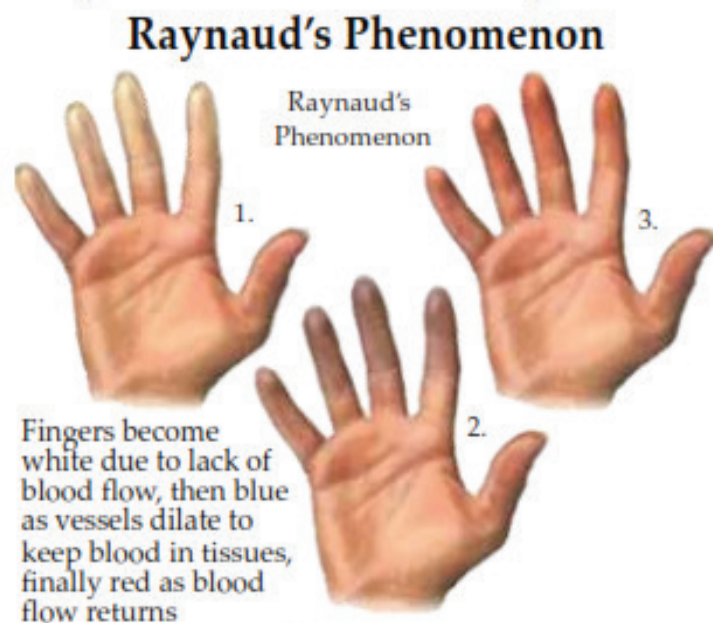 Raynaud's Phenomenon
Raynaud's
Phenomenon
1.
3.
2.
Fingers become
white due to lack of
blood flow, then blue
as vessels dilate to
keep blood in tissues,
finally red as blood
flow returns